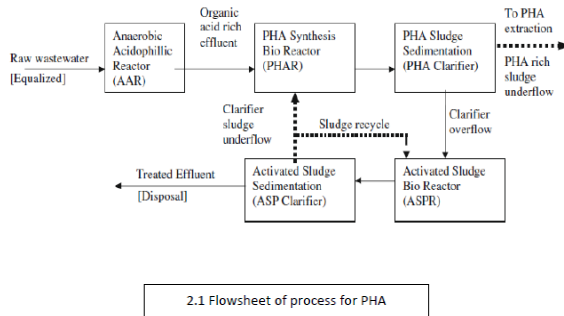 Raw wastewater
[Equalized]
Anaerobic
Acidophillic
Reactor
(AAR)
Organic
acid rich
effluent
PHA Synthesis
Bio Reactor
(PHAR)
PHA Sludge
Sedimentation
(PHA Clarifier)
To PHA
extraction
PHA rich
sludge
underflow
Clarifier
sludge
underflow
Sludge recycle
Clarifier
overflow
Treated Effluent
[Disposal]
Activated Sludge
Sedimentation
(ASP Clarifier)
Activated Sludge
Bio Reactor
(ASPR)
2.1 Flowsheet of process for PHA